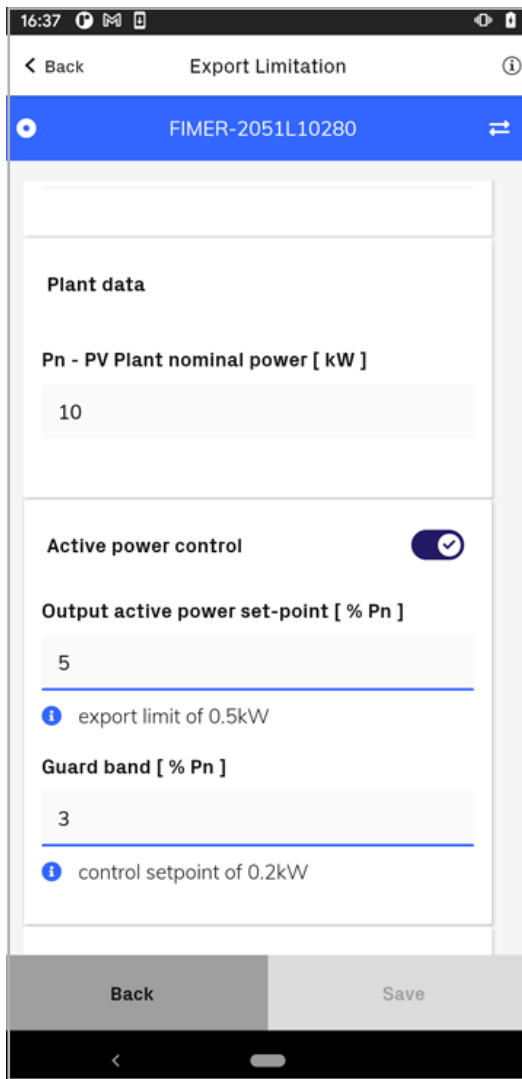 16:37
Back
Export Limitation
FIMER-2051L10280
Plant data
Pn - PV Plant nominal power [ kW ]
10
Active power control
Output active power set-point [ % Pn ]
5
export limit of 0.5kW
Guard band [ % Pn ]
3
control setpoint of 0.2kW
Back
Save